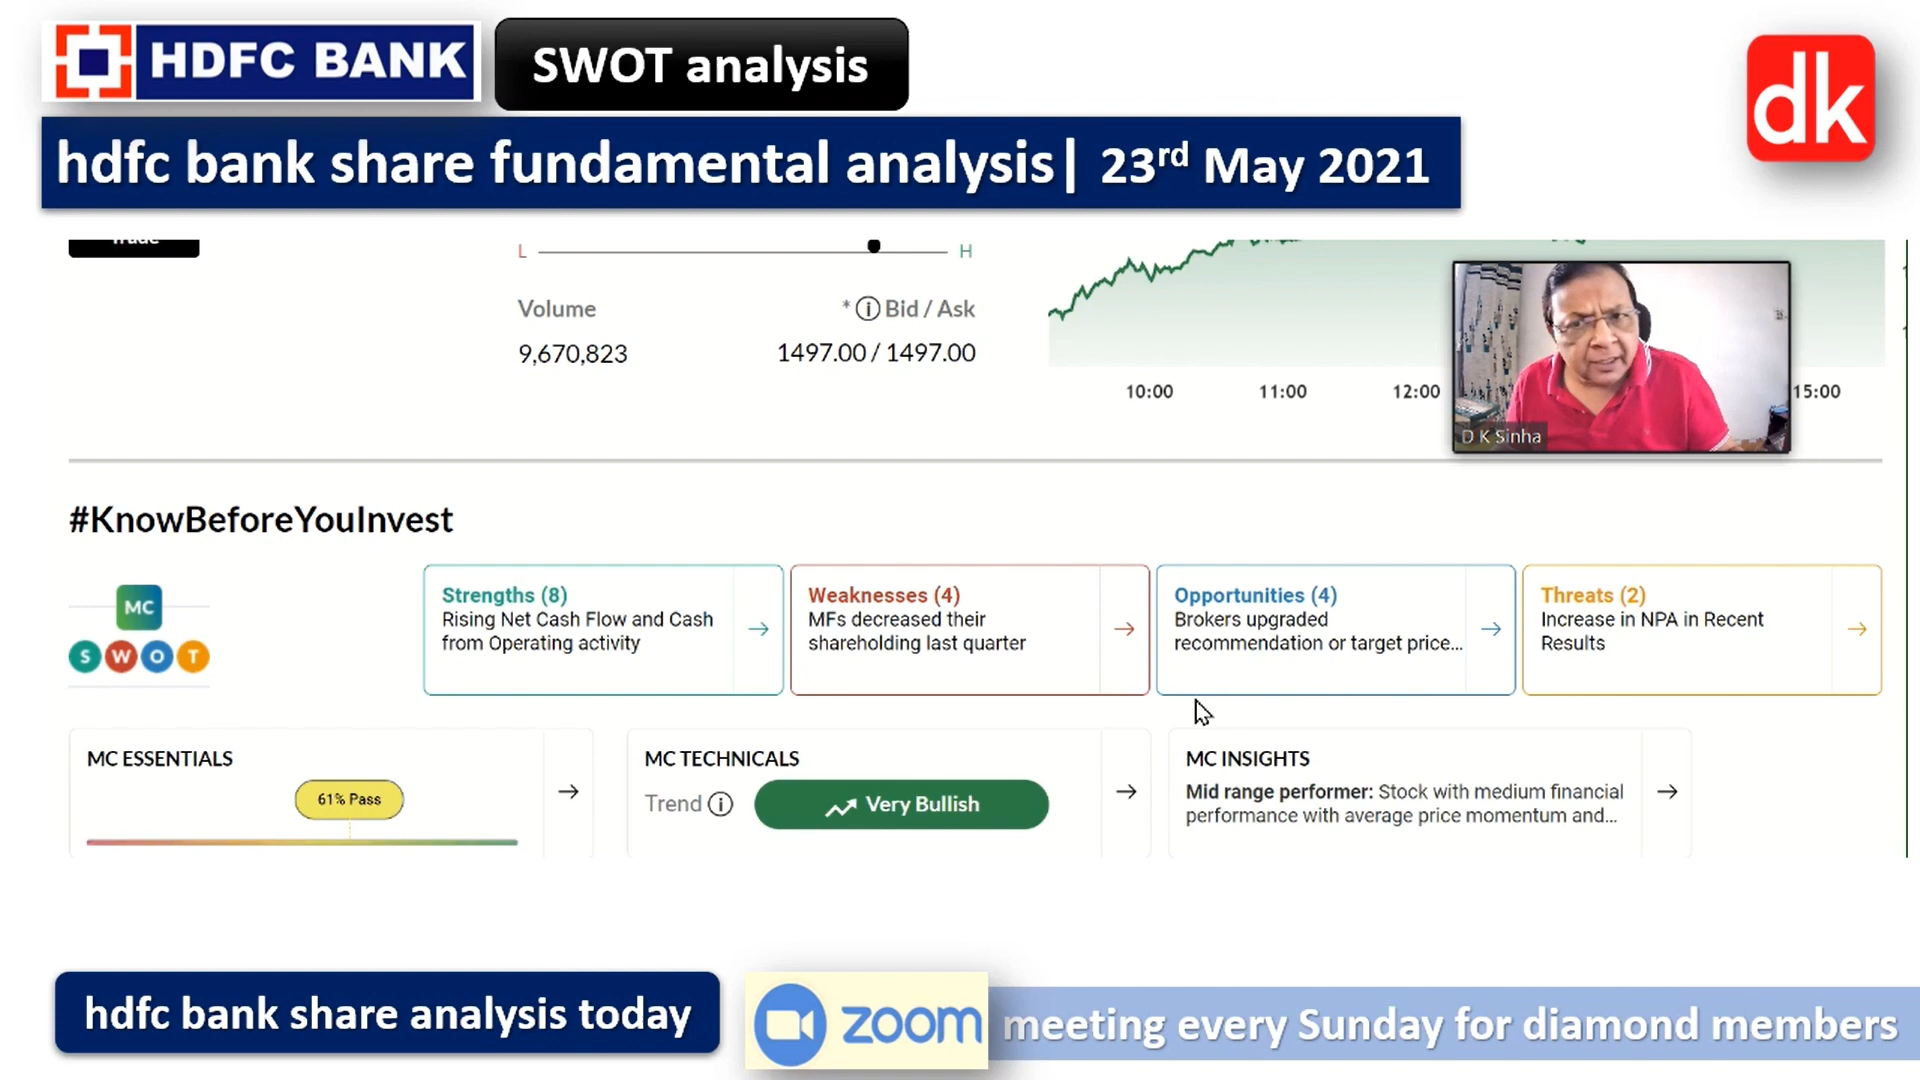 HDFC BANK
SWOT analysis
dk
hdfc bank share fundamental analysis| 23rd May 2021
Trade
L
H
Volume
* ⓘ Bid / Ask
9,670,823
1497.00 / 1497.00
10:00
11:00
12:00
15:00
D K Sinha
#KnowBeforeYouInvest
MC
S W O T
Strengths (8)
Rising Net Cash Flow and Cash
from Operating activity
Weaknesses (4)
MFs decreased their
shareholding last quarter
Opportunities (4)
Brokers upgraded
recommendation or target price...
Threats (2)
Increase in NPA in Recent
Results
MC ESSENTIALS
61% Pass
MC TECHNICALS
Trend ⓘ
Very Bullish
MC INSIGHTS
Mid range performer: Stock with medium financial
performance with average price momentum and...
hdfc bank share analysis today
zoom
meeting every Sunday for diamond members